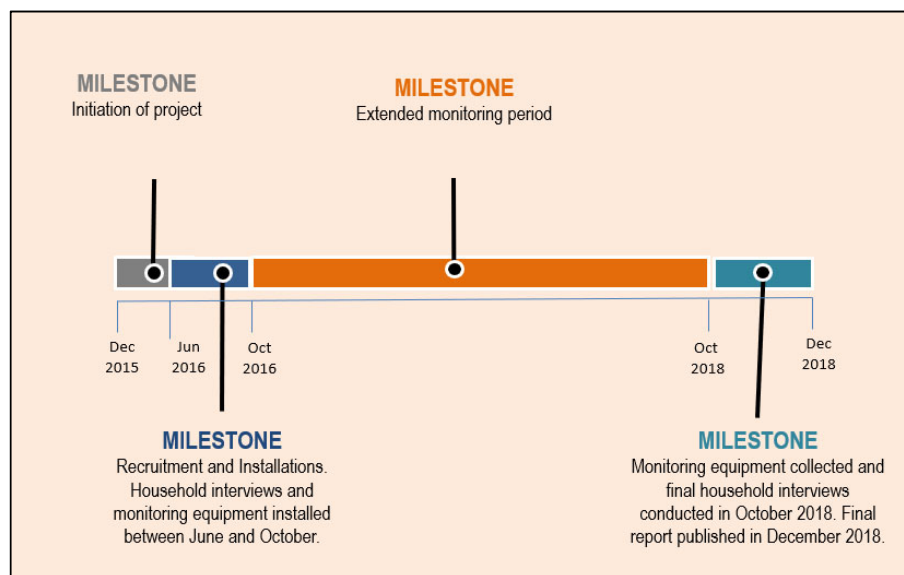 MILESTONE
Initiation of project
MILESTONE
Extended monitoring period
Dec
2015
Jun
2016
Oct
2016
Oct
2018
Dec
2018
MILESTONE
Recruitment and Installations.
Household interviews and
monitoring equipment installed
between June and October.
MILESTONE
Monitoring equipment collected and
final household interviews
conducted in October 2018. Final
report published in December 2018.